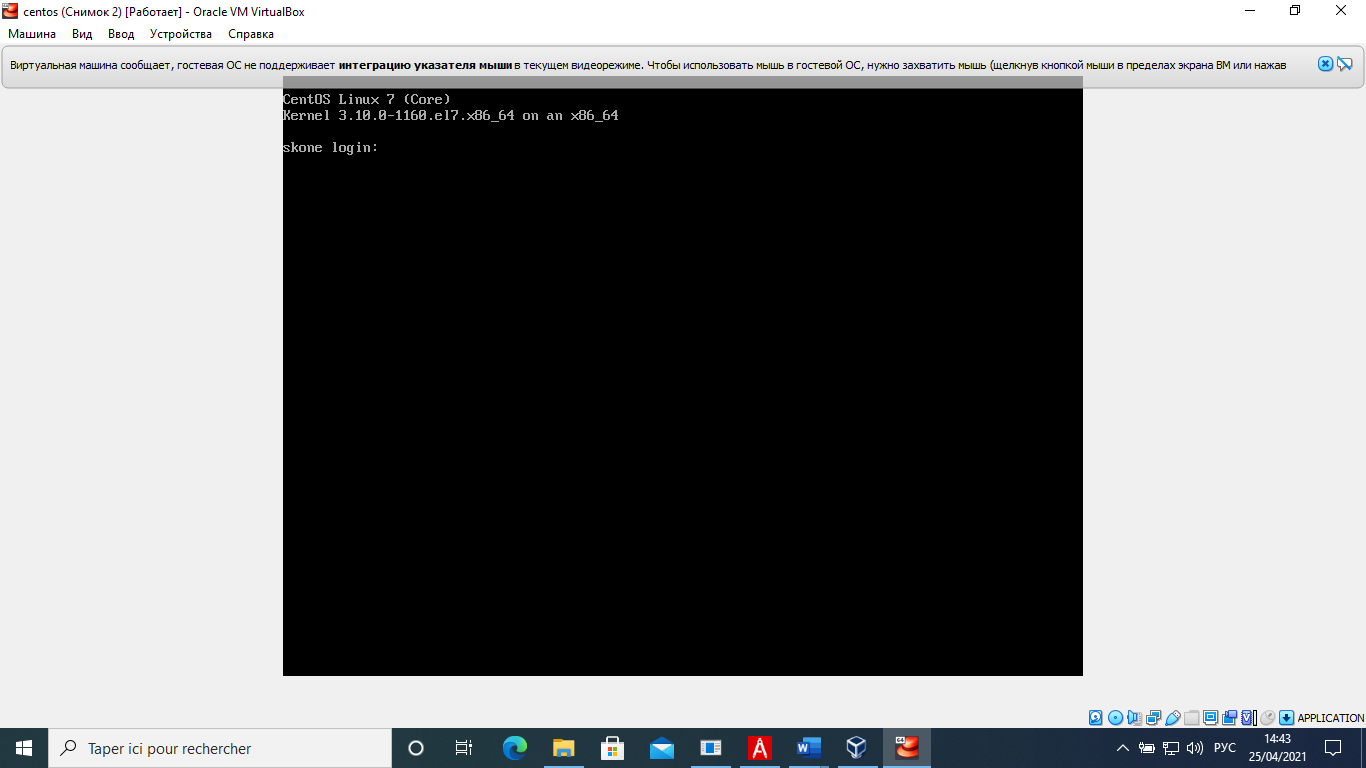 centos (Снимок 2) [Работает] - Oracle VM VirtualBox
Машина Вид Ввод Устройства Справка
Виртуальная машина сообщает, гостевая ОС не поддерживает интеграцию указателя мыши в текущем видеорежиме. Чтобы использовать мышь в гостевой ОС, нужно захватить мышь (щелкнув кнопкой мыши в пределах экрана ВМ или нажав
CentOS Linux 7 (Core)
Kernel 3.10.0-1160.el7.x86_64 on an x86_64
skone login:
APPLICATION
Taper ici pour rechercher
РУС
14:43
25/04/2021